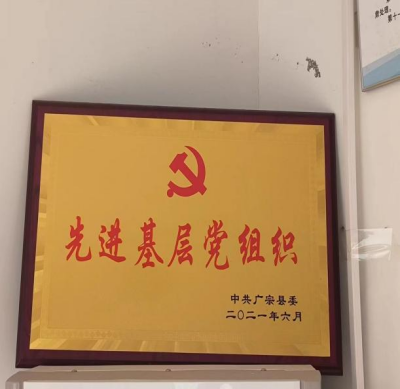 先进基层党组织
中共广宗县委
二〇二一年六月